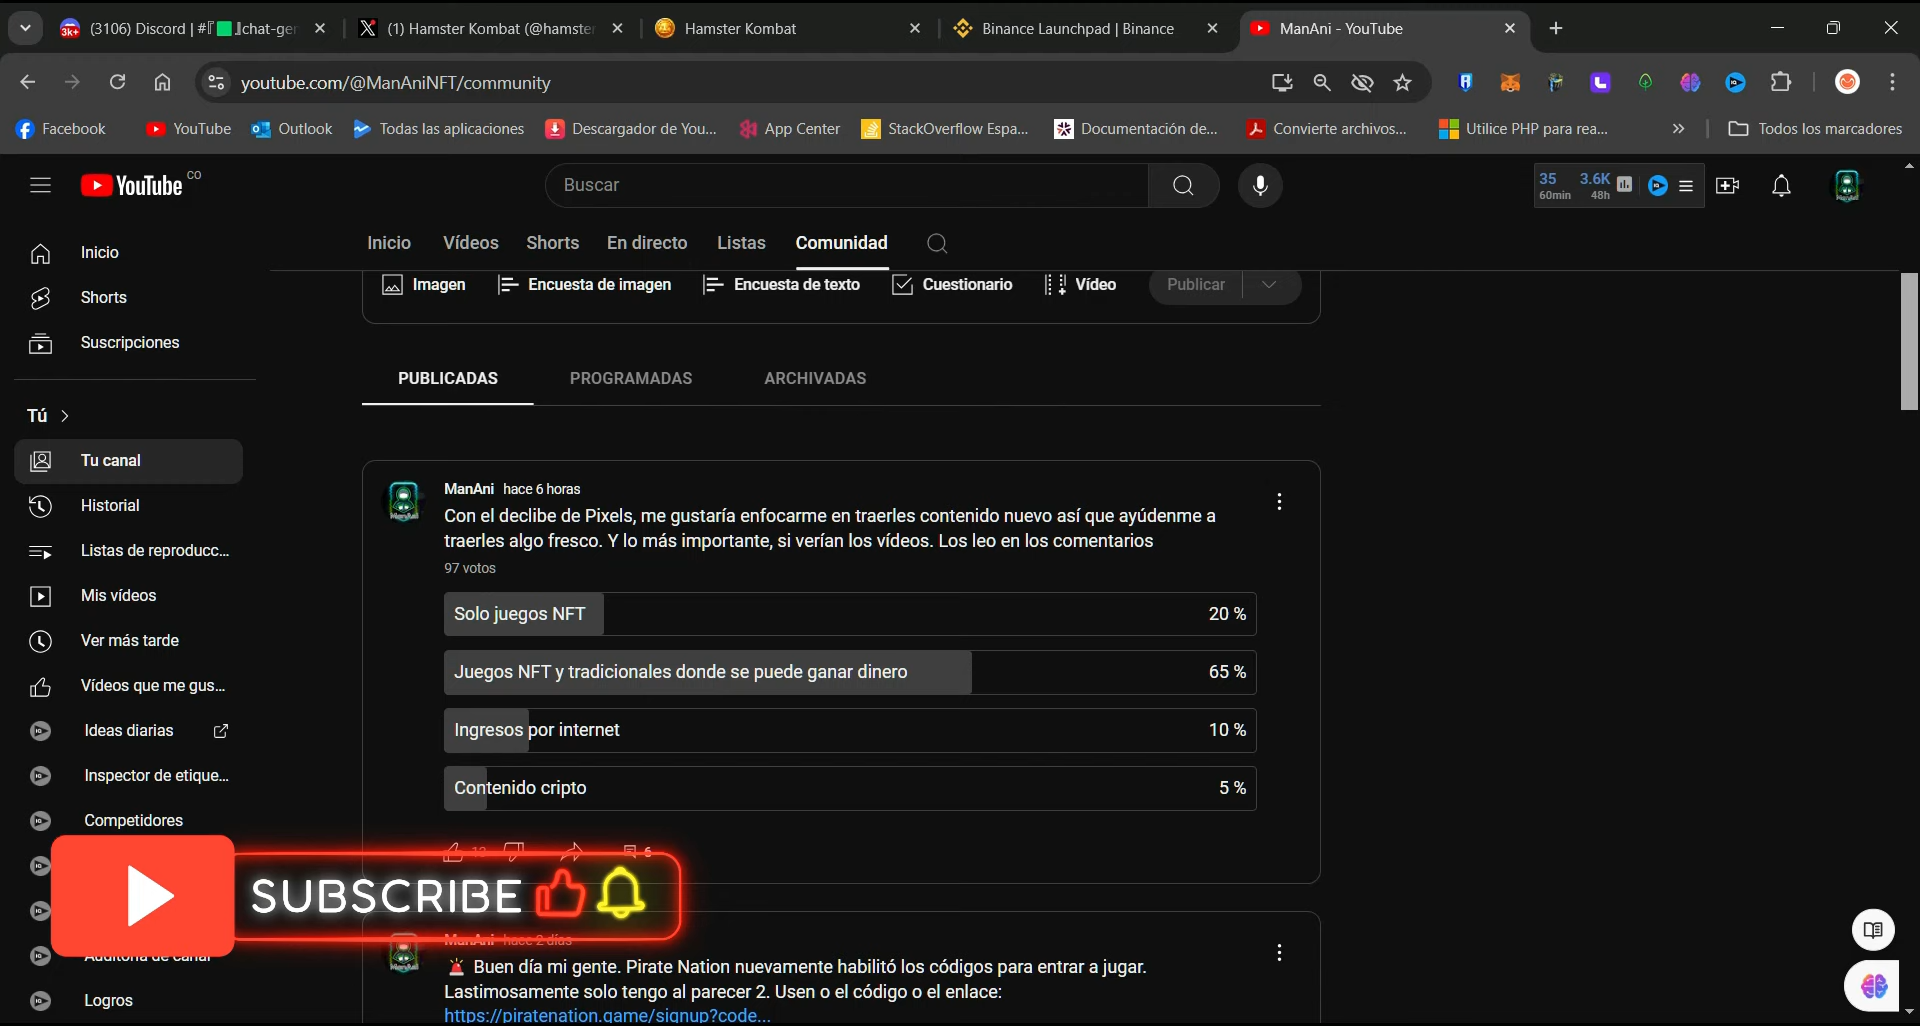 3k+ (3106) Discord | #『🟩』chat-gen
(1) Hamster Kombat (@hamster
Hamster Kombat
Binance Launchpad | Binance
ManAni - YouTube
youtube.com/@ManAniNFT/community
Facebook
YouTube
Outlook
Todas las aplicaciones
Descargador de You...
App Center
StackOverflow Espa...
Documentación de...
Convierte archivos...
Utilice PHP para rea...
Todos los marcadores
YouTube CO
Buscar
35 3.6K
60min 48h
Inicio Vídeos Shorts En directo Listas Comunidad
Imagen Encuesta de imagen Encuesta de texto Cuestionario Vídeo Publicar
Inicio
Shorts
Suscripciones
Tú
Tu canal
Historial
Listas de reproducc...
Mis vídeos
Ver más tarde
Vídeos que me gus...
Ideas diarias
Inspector de etique...
Competidores
Auditoría de canal
Logros
PUBLICADAS PROGRAMADAS ARCHIVADAS
ManAni hace 6 horas
Con el declibe de Pixels, me gustaría enfocarme en traerles contenido nuevo así que ayúdenme a
traerles algo fresco. Y lo más importante, si verían los vídeos. Los leo en los comentarios
97 votos
Solo juegos NFT 20 %
Juegos NFT y tradicionales donde se puede ganar dinero 65 %
Ingresos por internet 10 %
Contenido cripto 5 %
6
SUBSCRIBE
ManAni hace 2 días
🚨 Buen día mi gente. Pirate Nation nuevamente habilitó los códigos para entrar a jugar.
Lastimosamente solo tengo al parecer 2. Usen o el código o el enlace:
https://piratenation.game/signup?code...